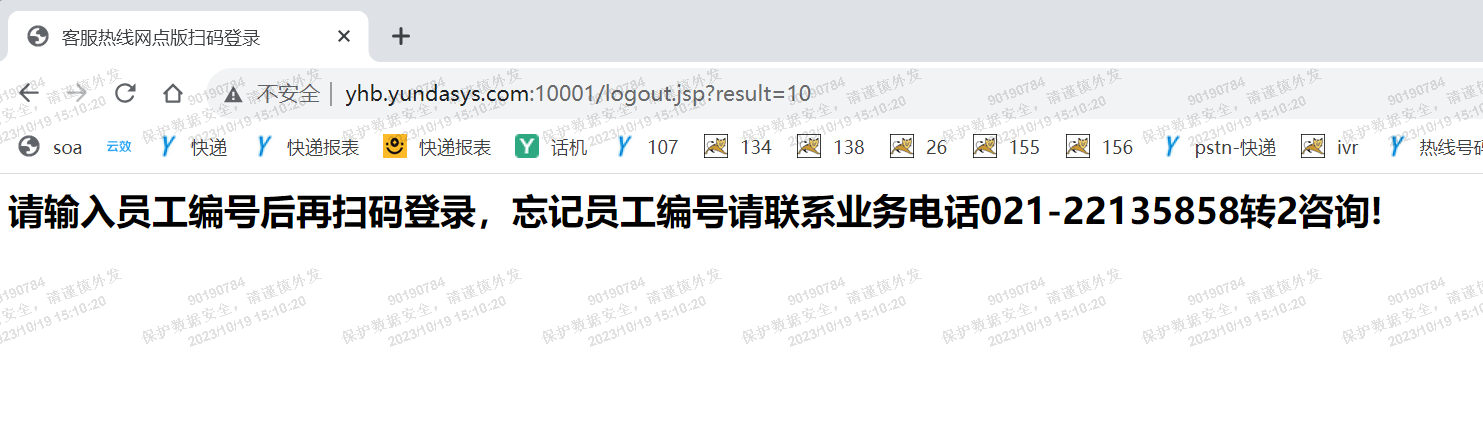 客服热线网点版扫码登录
不安全 | yhb.yundasys.com:10001/logout.jsp?result=10
soa 云效 快递 快递报表 快递报表 话机 107 134 138 26 155 156 pstn-快递 ivr 热线号码
请输入员工编号后再扫码登录，忘记员工编号请联系业务电话021-22135858转2咨询!
90190784
保护数据安全，请谨慎外发
2023/10/19 15:10:20